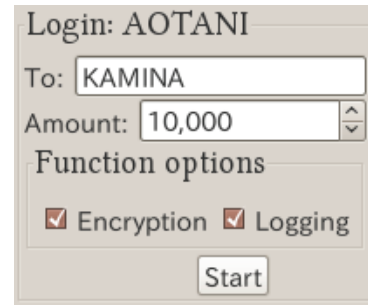 Login: AOTANI
To: KAMINA
Amount: 10,000
Function options
Encryption Logging
Start